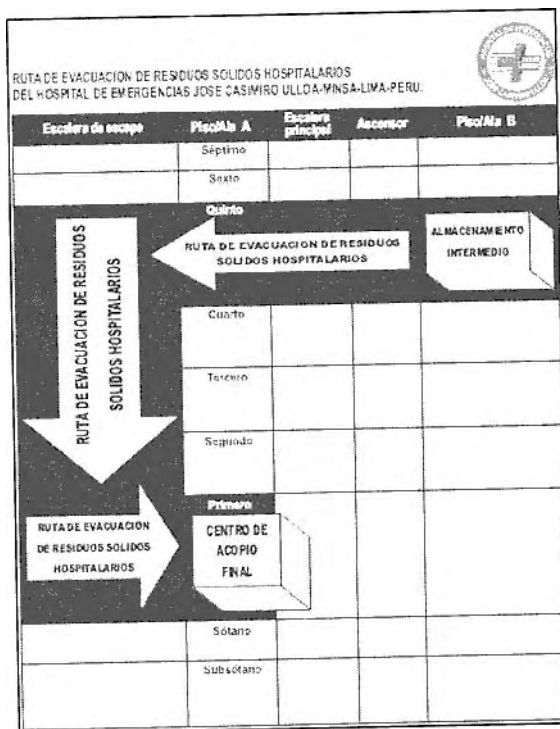 RUTA DE EVACUACION DE RESIDUOS SOLIDOS HOSPITALARIOS
DEL HOSPITAL DE EMERGENCIAS JOSE CASIMIRO ULLOA-MINSA-LIMA-PERU.
Escalera de escape Piso/Ala A Escalera principal Ascensor Piso/Ala B
Séptimo
Sexto
Quinto
RUTA DE EVACUACION DE RESIDUOS
SOLIDOS HOSPITALARIOS
ALMACENAMIENTO
INTERMEDIO
RUTA DE EVACUACION DE RESIDUOS
SOLIDOS HOSPITALARIOS
Cuarto
Tercero
Segundo
Primero
RUTA DE EVACUACION
DE RESIDUOS SOLIDOS
HOSPITALARIOS
CENTRO DE
ACOPIO
FINAL
Sótano
Subsótano